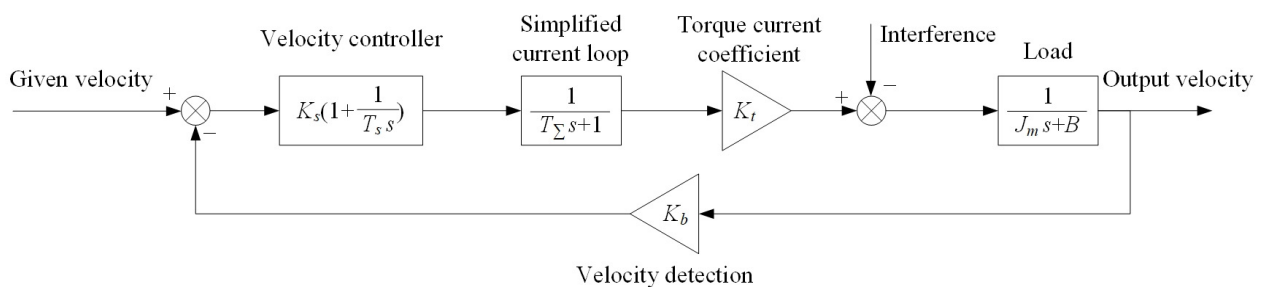 Simplified
current loop
Torque current
coefficient
Velocity controller
Interference
Load
Given velocity
Output velocity
+
−
K_s(1+1/(T_s s))
1/(T_Σ s+1)
K_t
+
−
1/(J_m s+B)
K_b
Velocity detection